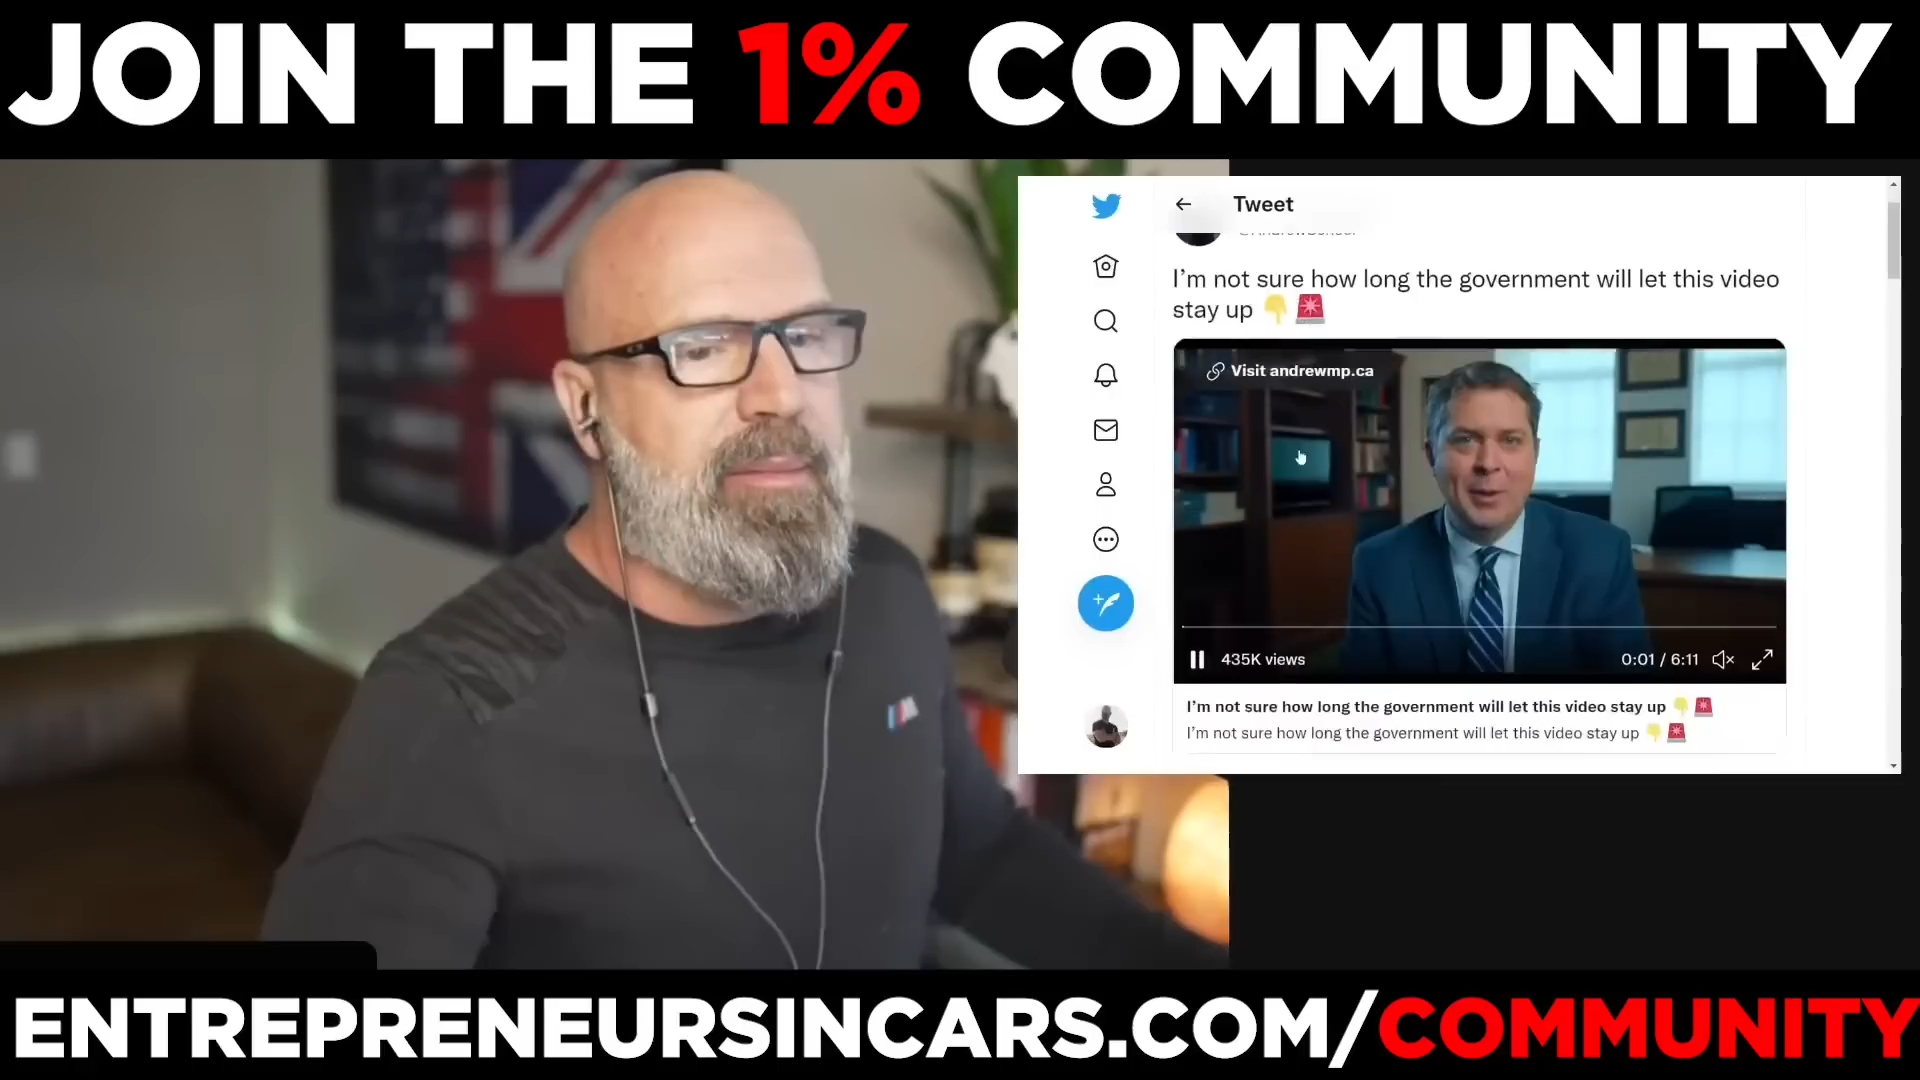 JOIN THE 1% COMMUNITY
Tweet
I’m not sure how long the government will let this video
stay up 👇🚨
Visit andrewmp.ca
435K views
0:01 / 6:11
I’m not sure how long the government will let this video stay up 👇🚨
I’m not sure how long the government will let this video stay up 👇🚨
ENTREPRENEURSINCARS.COM/COMMUNITY